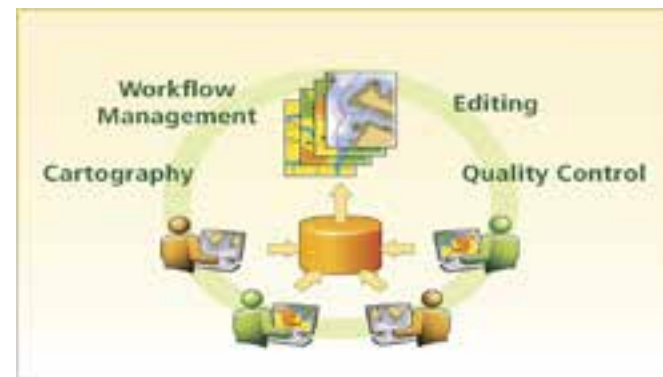 Workflow
Management
Editing
Cartography
Quality Control